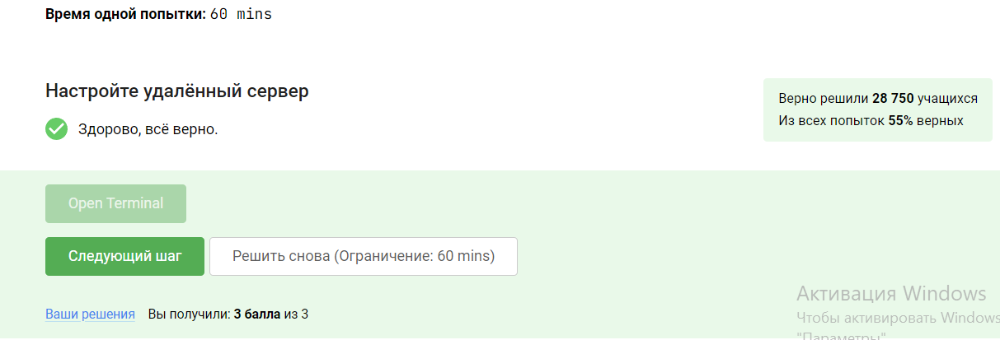 Время одной попытки: 60 mins
Настройте удалённый сервер
Здорово, всё верно.
Верно решили 28 750 учащихся
Из всех попыток 55% верных
Open Terminal
Следующий шаг
Решить снова (Ограничение: 60 mins)
Ваши решения Вы получили: 3 балла из 3
Активация Windows
Чтобы активировать Windows
"Параметры"